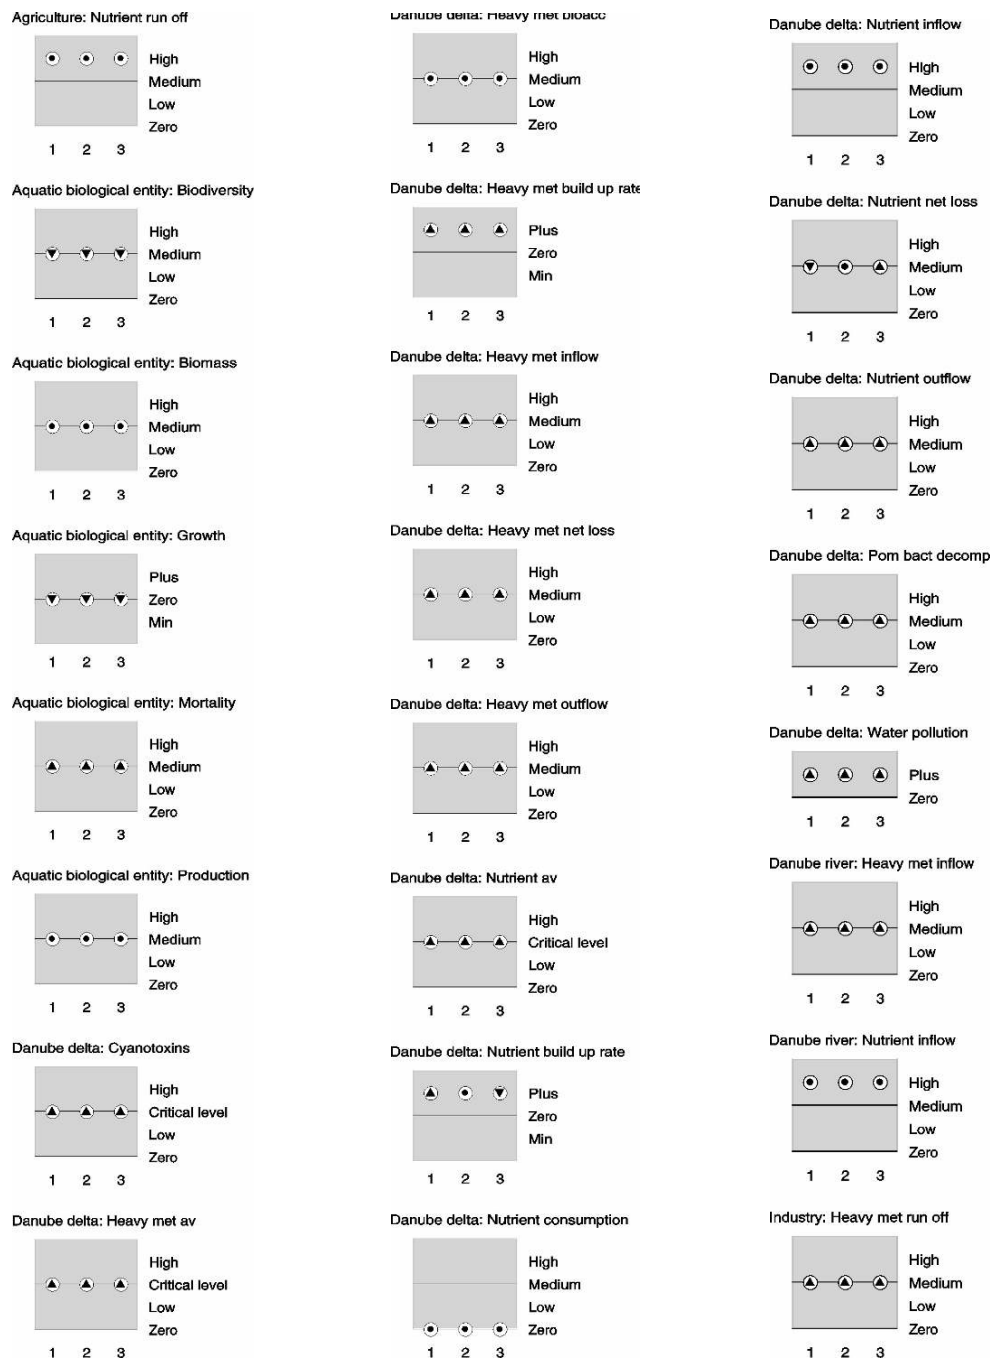 Agriculture: Nutrient run off
High
Medium
Low
Zero
1 2 3
Aquatic biological entity: Biodiversity
High
Medium
Low
Zero
1 2 3
Aquatic biological entity: Biomass
High
Medium
Low
Zero
1 2 3
Aquatic biological entity: Growth
Plus
Zero
Min
1 2 3
Aquatic biological entity: Mortality
High
Medium
Low
Zero
1 2 3
Aquatic biological entity: Production
High
Medium
Low
Zero
1 2 3
Danube delta: Cyanotoxins
High
Critical level
Low
Zero
1 2 3
Danube delta: Heavy met av
High
Critical level
Low
Zero
1 2 3
Danube delta: Heavy met bioacc
High
Medium
Low
Zero
1 2 3
Danube delta: Heavy met build up rate
Plus
Zero
Min
1 2 3
Danube delta: Heavy met inflow
High
Medium
Low
Zero
1 2 3
Danube delta: Heavy met net loss
High
Medium
Low
Zero
1 2 3
Danube delta: Heavy met outflow
High
Medium
Low
Zero
1 2 3
Danube delta: Nutrient av
High
Critical level
Low
Zero
1 2 3
Danube delta: Nutrient build up rate
Plus
Zero
Min
1 2 3
Danube delta: Nutrient consumption
High
Medium
Low
Zero
1 2 3
Danube delta: Nutrient inflow
High
Medium
Low
Zero
1 2 3
Danube delta: Nutrient net loss
High
Medium
Low
Zero
1 2 3
Danube delta: Nutrient outflow
High
Medium
Low
Zero
1 2 3
Danube delta: Pom bact decomp
High
Medium
Low
Zero
1 2 3
Danube delta: Water pollution
Plus
Zero
1 2 3
Danube river: Heavy met inflow
High
Medium
Low
Zero
1 2 3
Danube river: Nutrient inflow
High
Medium
Low
Zero
1 2 3
Industry: Heavy met run off
High
Medium
Low
Zero
1 2 3